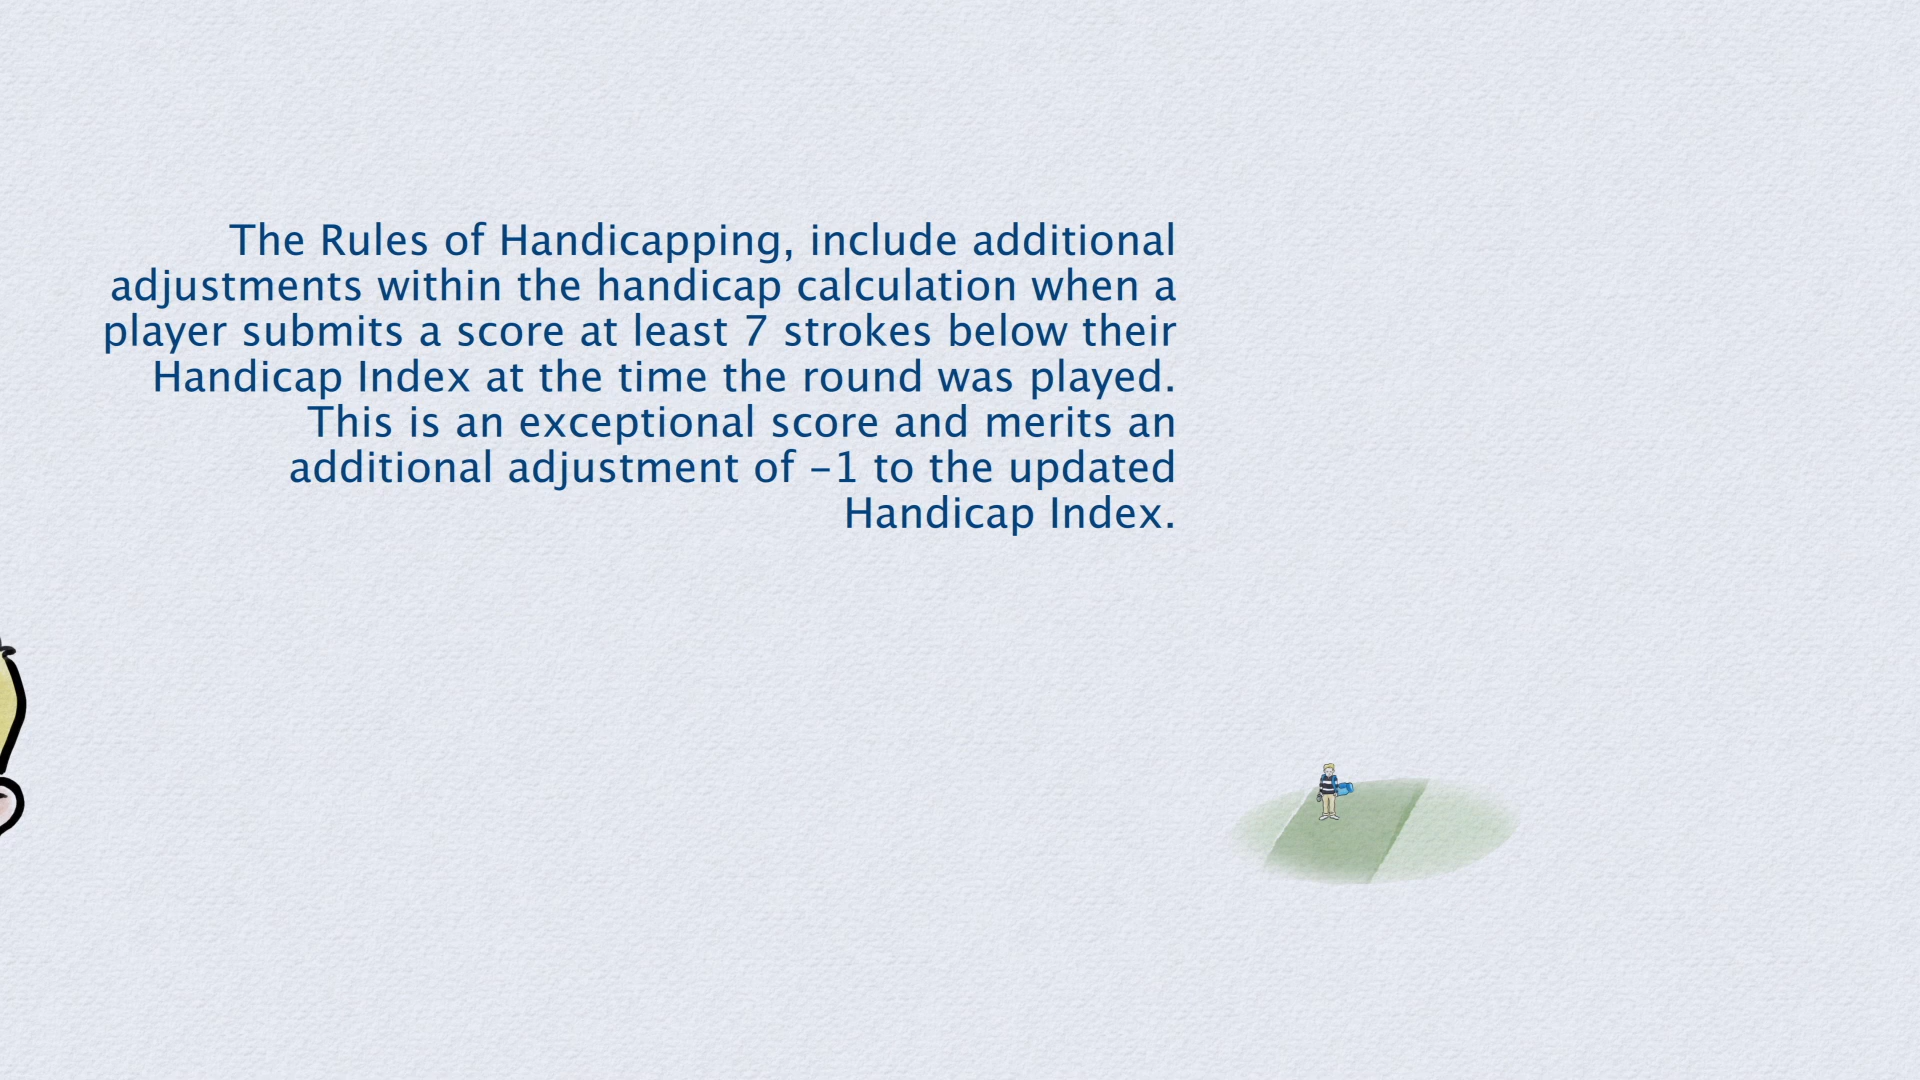 The Rules of Handicapping, include additional
adjustments within the handicap calculation when a
player submits a score at least 7 strokes below their
Handicap Index at the time the round was played.
This is an exceptional score and merits an
additional adjustment of –1 to the updated
Handicap Index.